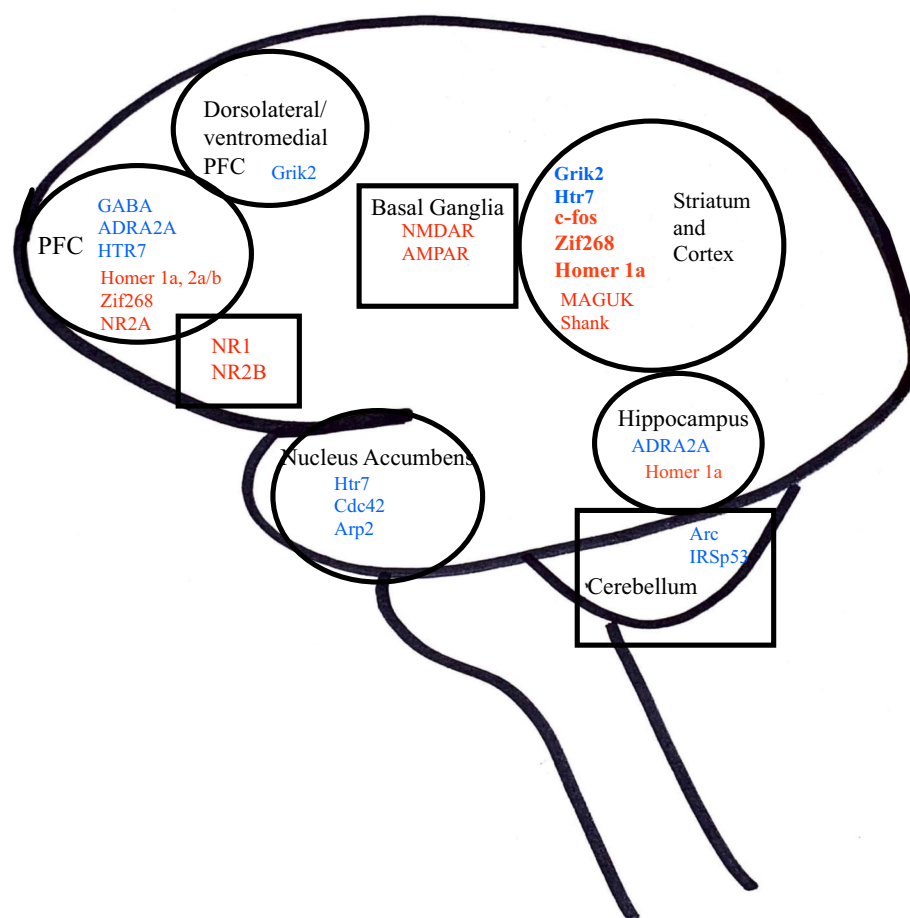 Dorsolateral/
ventromedial
PFC
Grik2
PFC
GABA
ADRA2A
HTR7
Homer 1a, 2a/b
Zif268
NR2A
NR1
NR2B
Basal Ganglia
NMDAR
AMPAR
Grik2
Htr7
c-fos
Zif268
Homer 1a
MAGUK
Shank
Striatum
and
Cortex
Hippocampus
ADRA2A
Homer 1a
Nucleus Accumbens
Htr7
Cdc42
Arp2
Arc
IRSp53
Cerebellum